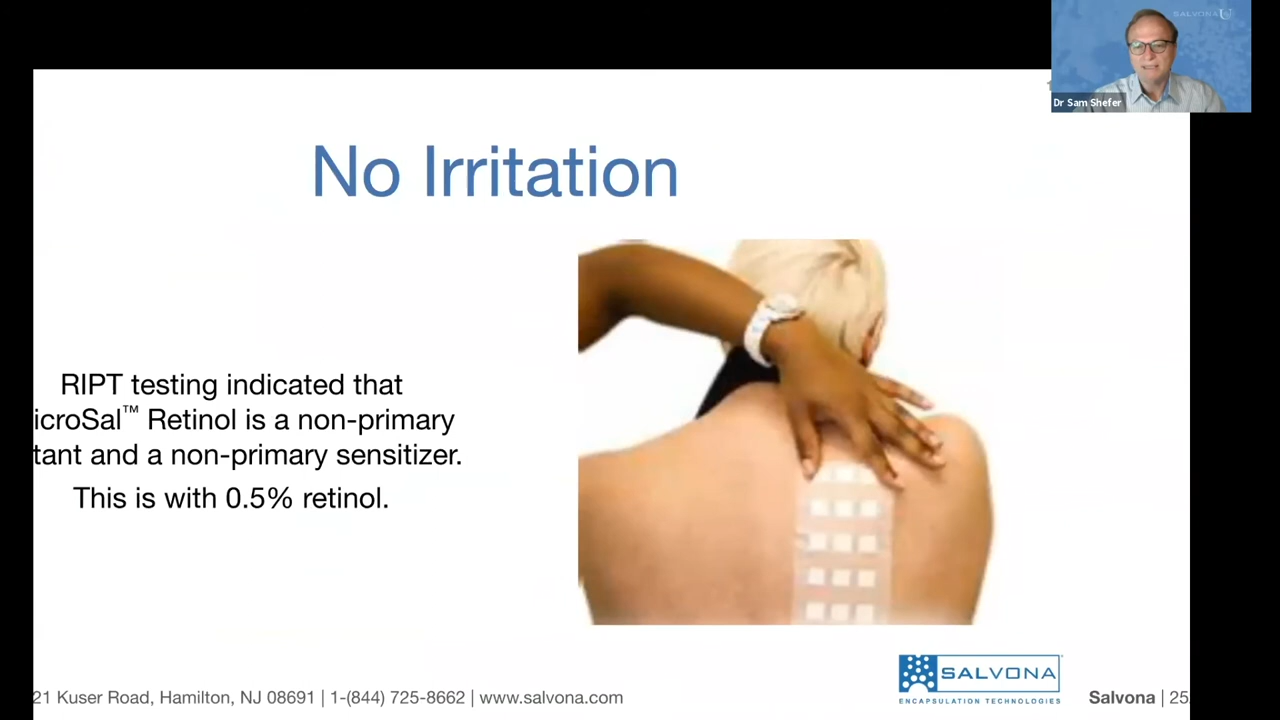 SALVONA
Dr Sam Shefer
No Irritation
RIPT testing indicated that
icroSal™ Retinol is a non-primary
tant and a non-primary sensitizer.
This is with 0.5% retinol.
SALVONA
ENCAPSULATION TECHNOLOGIES
21 Kuser Road, Hamilton, NJ 08691 | 1-(844) 725-8662 | www.salvona.com
Salvona | 25